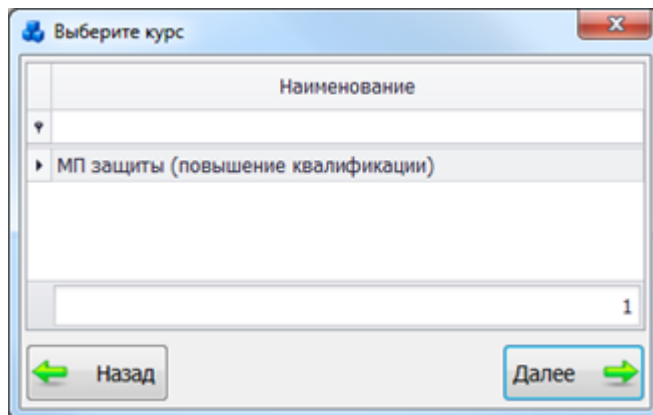 Выберите курс
Наименование
МП защиты (повышение квалификации)
1
Назад
Далее